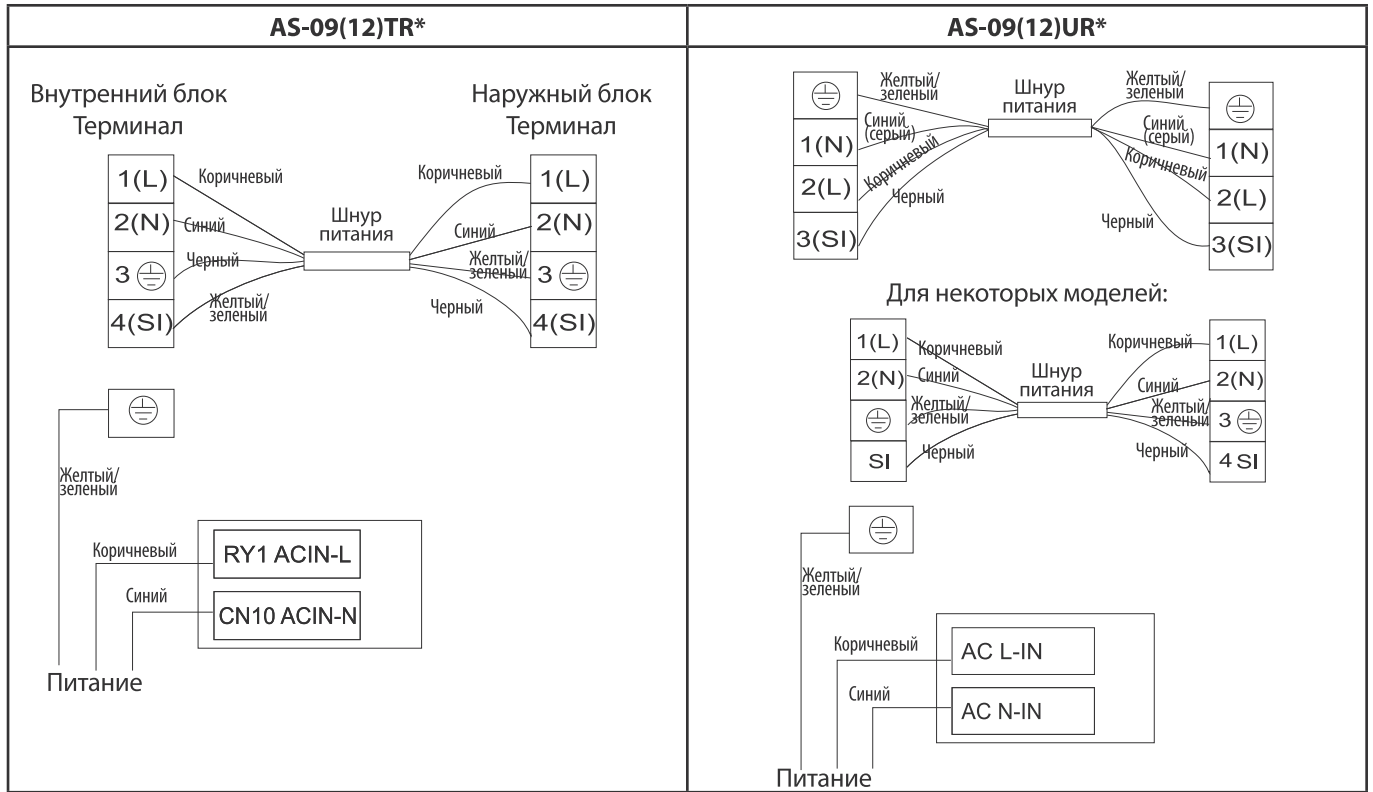 AS-09(12)TR*
AS-09(12)UR*
Внутренний блок
Терминал
Наружный блок
Терминал
1(L)
2(N)
3
4(SI)
Коричневый
Синий
Черный
Желтый/
зеленый
Шнур
питания
Коричневый
Синий
Желтый/
зеленый
Черный
1(L)
2(N)
3
4(SI)
Желтый/
зеленый
Коричневый
Синий
RY1 ACIN-L
CN10 ACIN-N
Питание
1(N)
2(L)
3(SI)
Желтый/
зеленый
Синий
(серый)
Коричневый
Черный
Шнур
питания
Желтый/
зеленый
Синий
(серый)
Коричневый
Черный
1(N)
2(L)
3(SI)
Для некоторых моделей:
1(L)
2(N)
SI
Коричневый
Синий
Желтый/
зеленый
Черный
Шнур
питания
Коричневый
Синий
Желтый/
зеленый
Черный
1(L)
2(N)
3
4 SI
Желтый/
зеленый
Коричневый
Синий
AC L-IN
AC N-IN
Питание